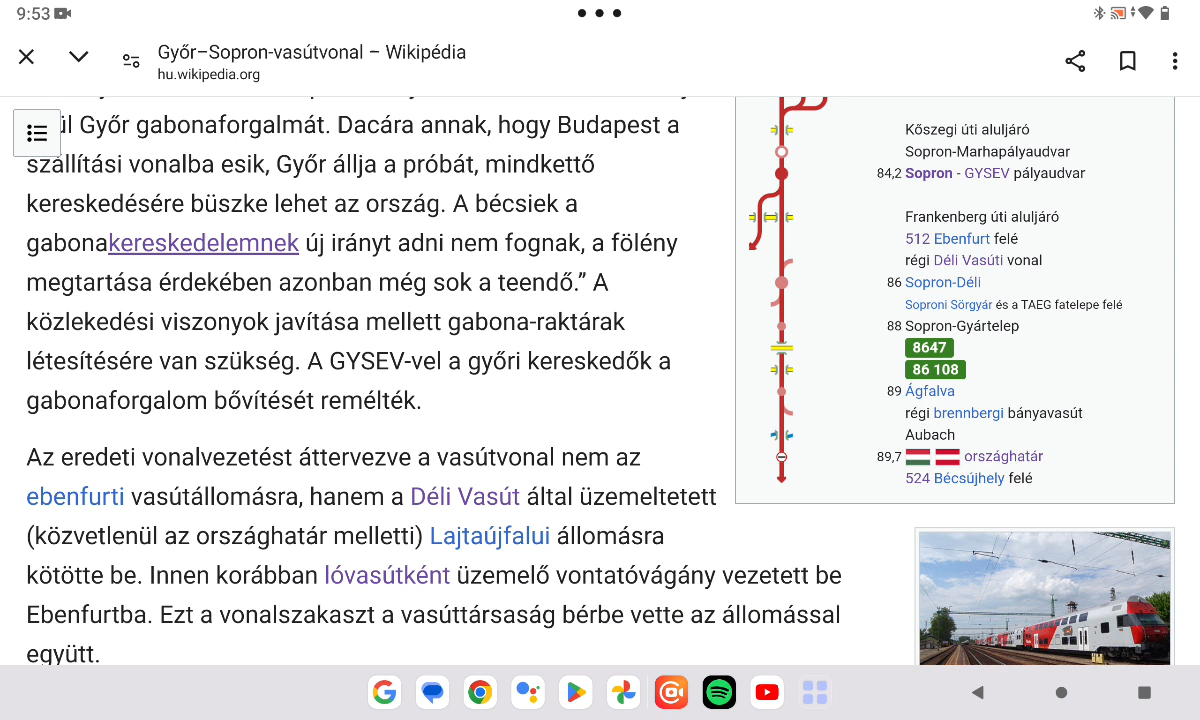 9:53
Győr–Sopron-vasútvonal – Wikipédia
hu.wikipedia.org
Győr gabonaforgalmát. Dacára annak, hogy Budapest a
szállítási vonalba esik, Győr állja a próbát, mindkettő
kereskedésére büszke lehet az ország. A bécsiek a
gabonakereskedelemnek új irányt adni nem fognak, a fölény
megtartása érdekében azonban még sok a teendő.” A
közlekedési viszonyok javítása mellett gabona-raktárak
létesítésére van szükség. A GYSEV-vel a győri kereskedők a
gabonaforgalom bővítését remélték.
Az eredeti vonalvezetést áttervezve a vasútvonal nem az
ebenfurti vasútállomásra, hanem a Déli Vasút által üzemeltetett
(közvetlenül az országhatár melletti) Lajtaújfalui állomásra
kötötte be. Innen korábban lóvasútként üzemelő vontatóvágány vezetett be
Ebenfurtba. Ezt a vonalszakaszt a vasúttársaság bérbe vette az állomással
együtt.
Kőszegi úti aluljáró
Sopron-Marhapályaudvar
84,2 Sopron - GYSEV pályaudvar
Frankenberg úti aluljáró
512 Ebenfurt felé
régi Déli Vasúti vonal
86 Sopron-Déli
Soproni Sörgyár és a TAEG fatelepe felé
88 Sopron-Gyártelep
8647
86 108
89 Ágfalva
régi brennbergi bányavasút
Aubach
89,7 országhatár
524 Bécsújhely felé